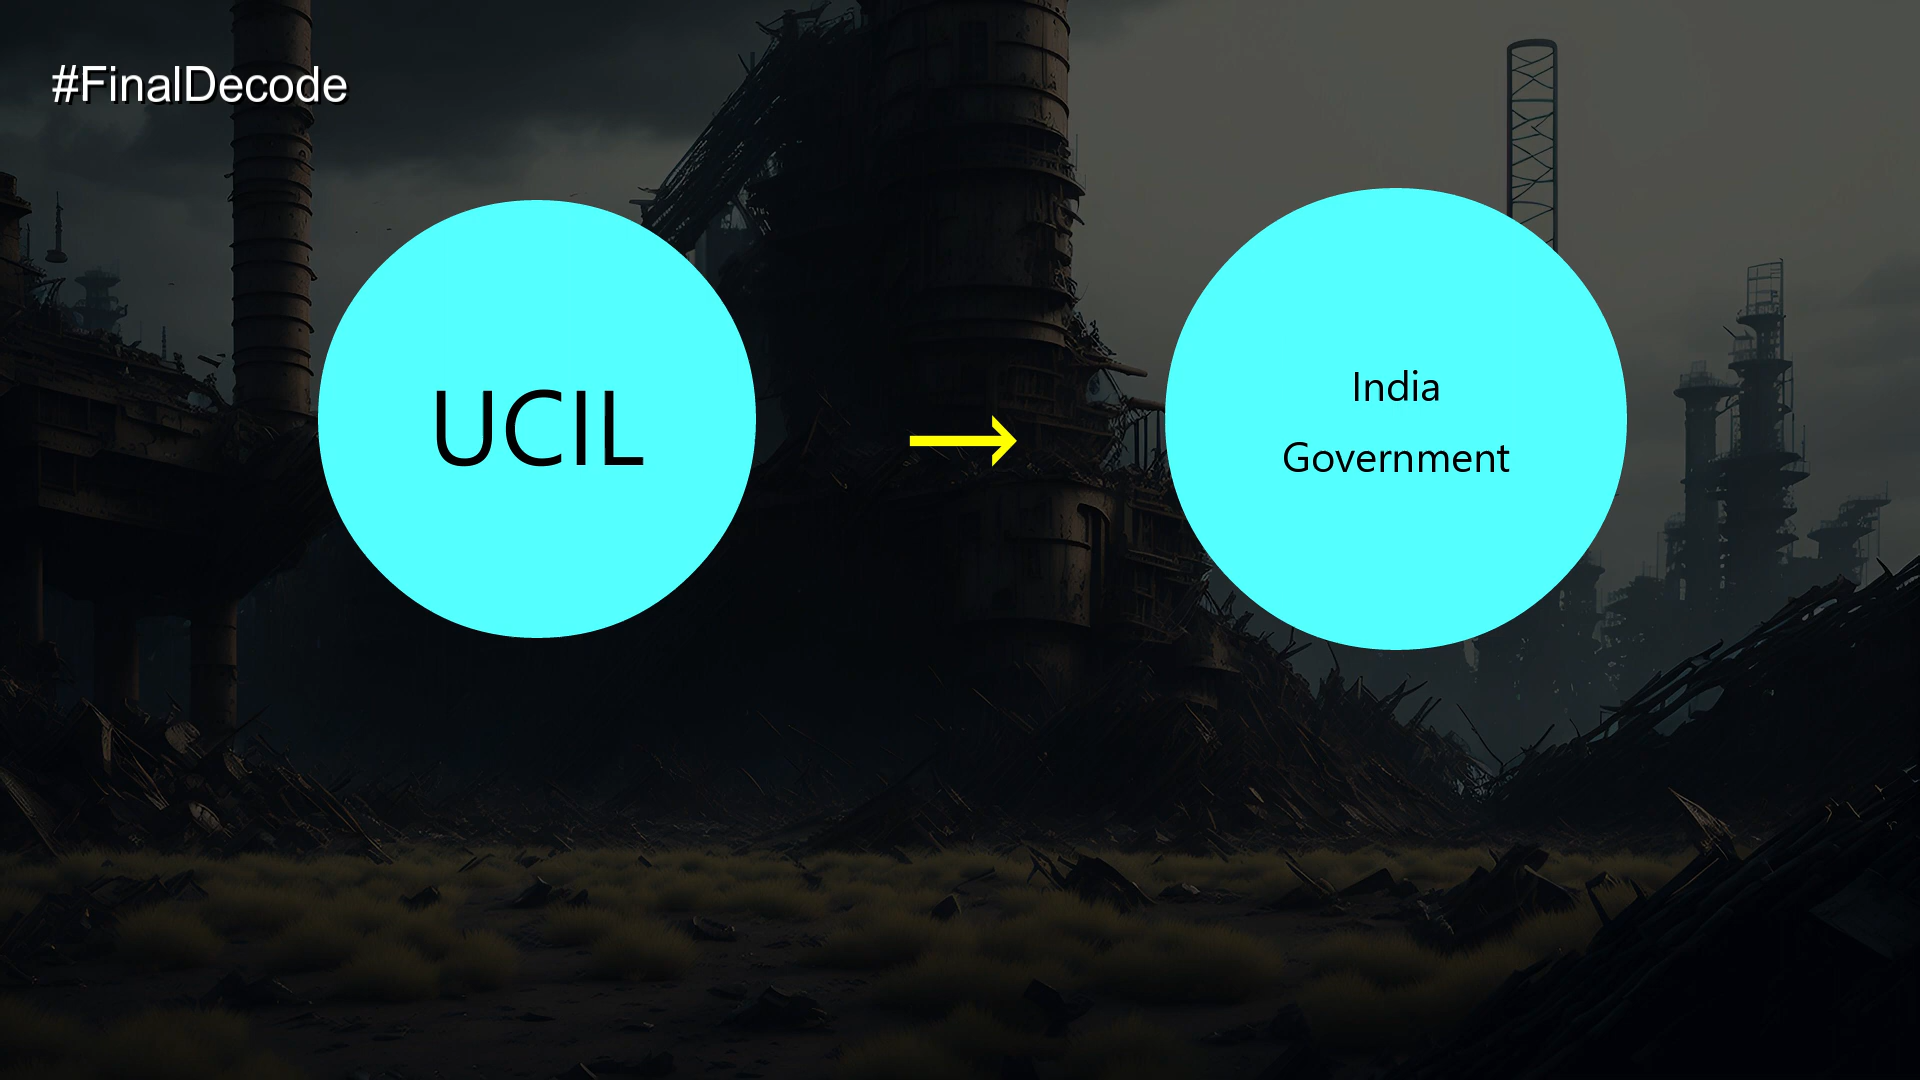 #FinalDecode
UCIL
→
India
Government